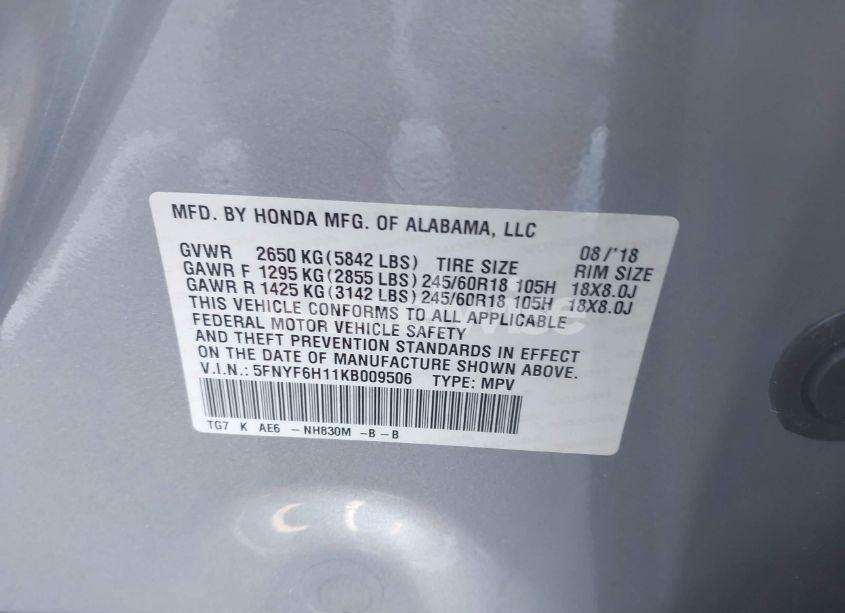 MFD. BY HONDA MFG. OF ALABAMA, LLC
08/'18
GVWR 2650 KG(5842 LBS) TIRE SIZE RIM SIZE
GAWR F 1295 KG(2855 LBS) 245/60R18 105H 18X8.0J
GAWR R 1425 KG(3142 LBS) 245/60R18 105H 18X8.0J
THIS VEHICLE CONFORMS TO ALL APPLICABLE
FEDERAL MOTOR VEHICLE SAFETY
AND THEFT PREVENTION STANDARDS IN EFFECT
ON THE DATE OF MANUFACTURE SHOWN ABOVE.
V.I.N.: 5FNYF6H11KB009506 TYPE: MPV
TG7 K AE6 - NH830M -B - B